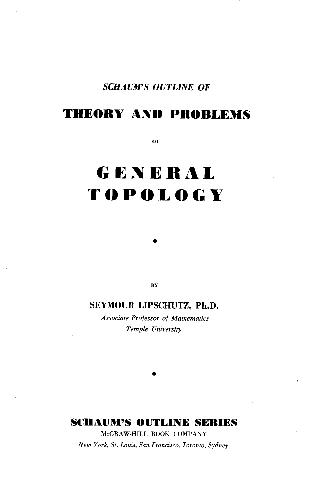 SCHAUM'S OUTLINE OF
THEORY AND PROBLEMS
OF
GENERAL
TOPOLOGY
BY
SEYMOUR LIPSCHUTZ, Ph.D.
Associate Professor of Mathematics
Temple University
SCHAUM'S OUTLINE SERIES
McGRAW-HILL BOOK COMPANY
New York, St. Louis, San Francisco, Toronto, Sydney